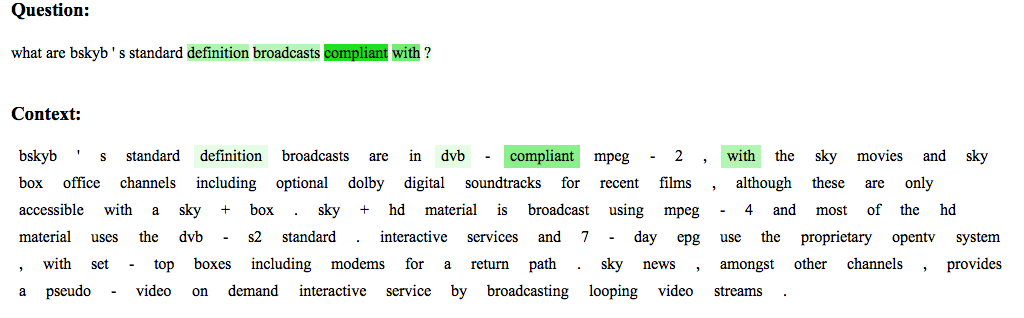 Question:
what are bskyb ' s standard definition broadcasts compliant with ?
Context:
bskyb ' s standard definition broadcasts are in dvb - compliant mpeg - 2 , with the sky movies and sky
box office channels including optional dolby digital soundtracks for recent films , although these are only
accessible with a sky + box . sky + hd material is broadcast using mpeg - 4 and most of the hd
material uses the dvb - s2 standard . interactive services and 7 - day epg use the proprietary opentv system
, with set - top boxes including modems for a return path . sky news , amongst other channels , provides
a pseudo - video on demand interactive service by broadcasting looping video streams .